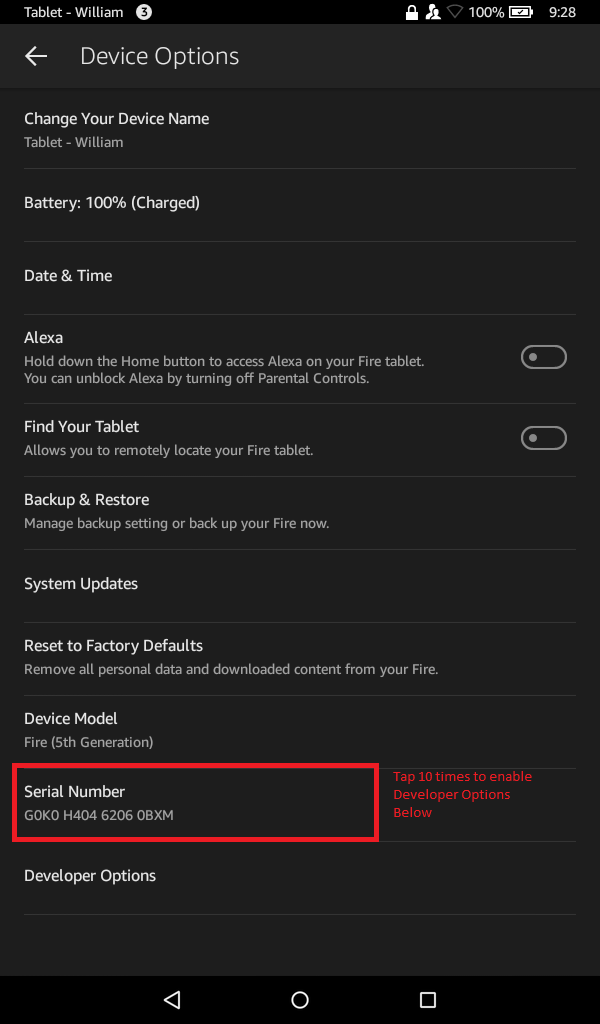 Tablet - William 3 100% 9:28
Device Options
Change Your Device Name
Tablet - William
Battery: 100% (Charged)
Date & Time
Alexa
Hold down the Home button to access Alexa on your Fire tablet.
You can unblock Alexa by turning off Parental Controls.
Find Your Tablet
Allows you to remotely locate your Fire tablet.
Backup & Restore
Manage backup setting or back up your Fire now.
System Updates
Reset to Factory Defaults
Remove all personal data and downloaded content from your Fire.
Device Model
Fire (5th Generation)
Serial Number
G0K0 H404 6206 0BXM
Tap 10 times to enable
Developer Options
Below
Developer Options